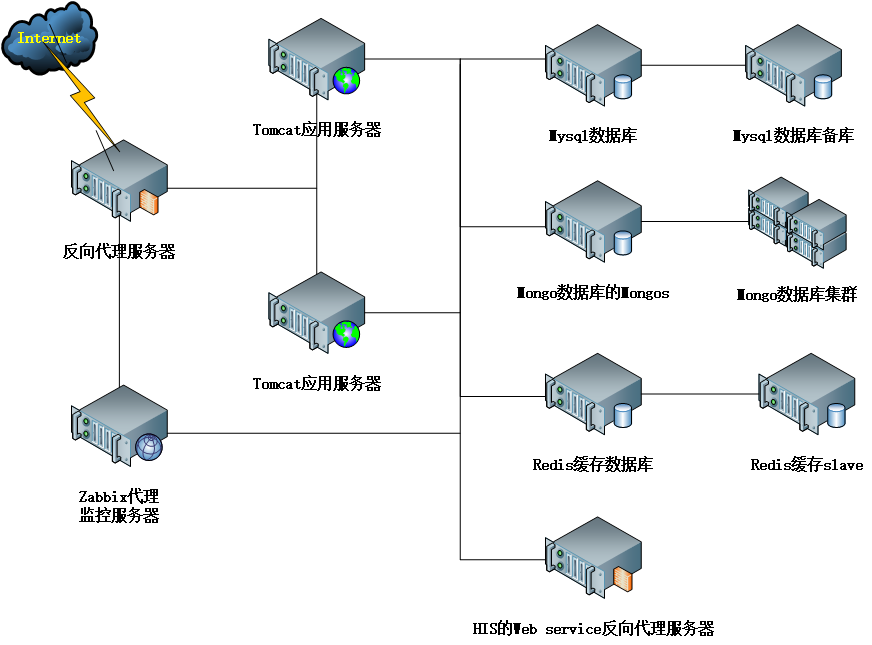 Internet
Tomcat应用服务器
Mysql数据库
Mysql数据库备库
反向代理服务器
Mongo数据库的Mongos
Mongo数据库集群
Tomcat应用服务器
Redis缓存数据库
Redis缓存slave
Zabbix代理
监控服务器
HIS的Web service反向代理服务器